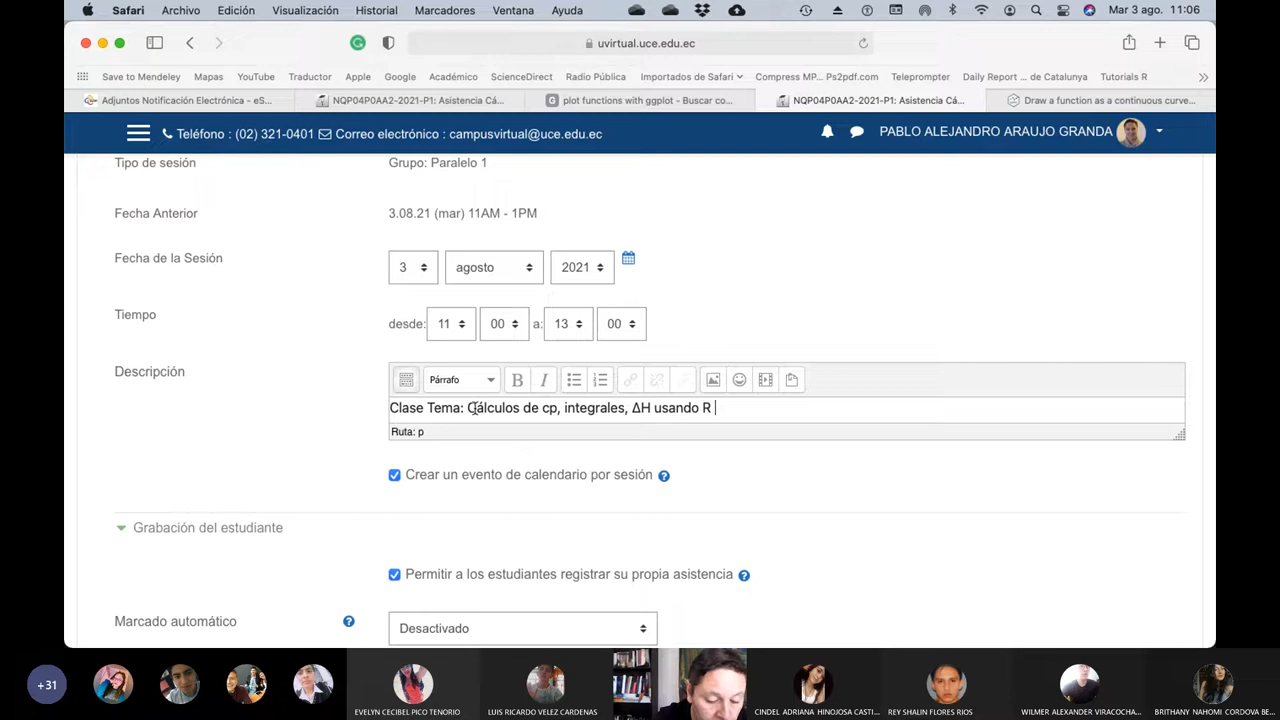 Safari Archivo Edición Visualización Historial Marcadores Ventana Ayuda Mar 3 ago. 11:06
uvirtual.uce.edu.ec
Save to Mendeley Mapas YouTube Traductor Apple Google Académico ScienceDirect Radio Pública Importados de Safari Compress MP... Ps2pdf.com Teleprompter Daily Report ... de Catalunya Tutorials R
Adjuntos Notificación Electrónica - eS... NQP04P0AA2-2021-P1: Asistencia Cá... plot functions with ggplot - Buscar co... NQP04P0AA2-2021-P1: Asistencia Cá... Draw a function as a continuous curve...
Teléfono : (02) 321-0401 Correo electrónico : campusvirtual@uce.edu.ec PABLO ALEJANDRO ARAUJO GRANDA
Tipo de sesión Grupo: Paralelo 1
Fecha Anterior 3.08.21 (mar) 11AM - 1PM
Fecha de la Sesión 3 agosto 2021
Tiempo desde: 11 00 a: 13 00
Descripción
Párrafo B I
Clase Tema: Cálculos de cp, integrales, ΔH usando R
Ruta: p
Crear un evento de calendario por sesión
Grabación del estudiante
Permitir a los estudiantes registrar su propia asistencia
Marcado automático Desactivado
+31
EVELYN CECIBEL PICO TENORIO LUIS RICARDO VELEZ CARDENAS CINDEL ADRIANA HINOJOSA CASTI... REY SHALIN FLORES RIOS WILMER ALEXANDER VIRACOCHA... BRITHANY NAHOMI CORDOVA BE...